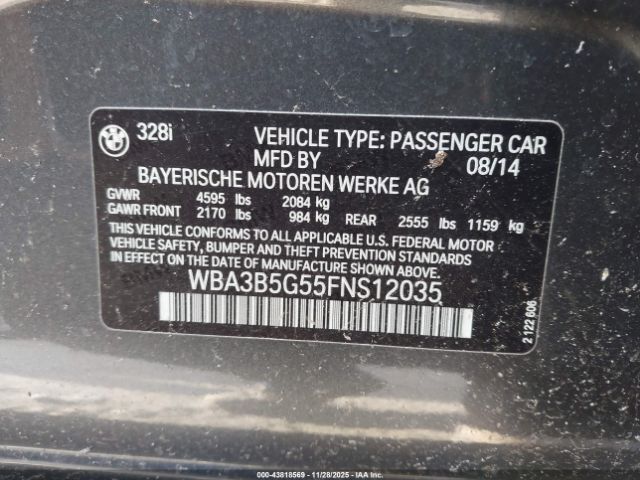 BMW
328i VEHICLE TYPE: PASSENGER CAR
MFD BY 08/14
BAYERISCHE MOTOREN WERKE AG
GVWR 4595 lbs 2084 kg
GAWR FRONT 2170 lbs 984 kg REAR 2555 lbs 1159 kg
THIS VEHICLE CONFORMS TO ALL APPLICABLE U.S. FEDERAL MOTOR
VEHICLE SAFETY, BUMPER AND THEFT PREVENTION STANDARDS
IN EFFECT ON THE DATE OF MANUFACTURE SHOWN ABOVE.
WBA3B5G55FNS12035
2 122 606
000-43818569 - 11/28/2025 - IAA Inc.